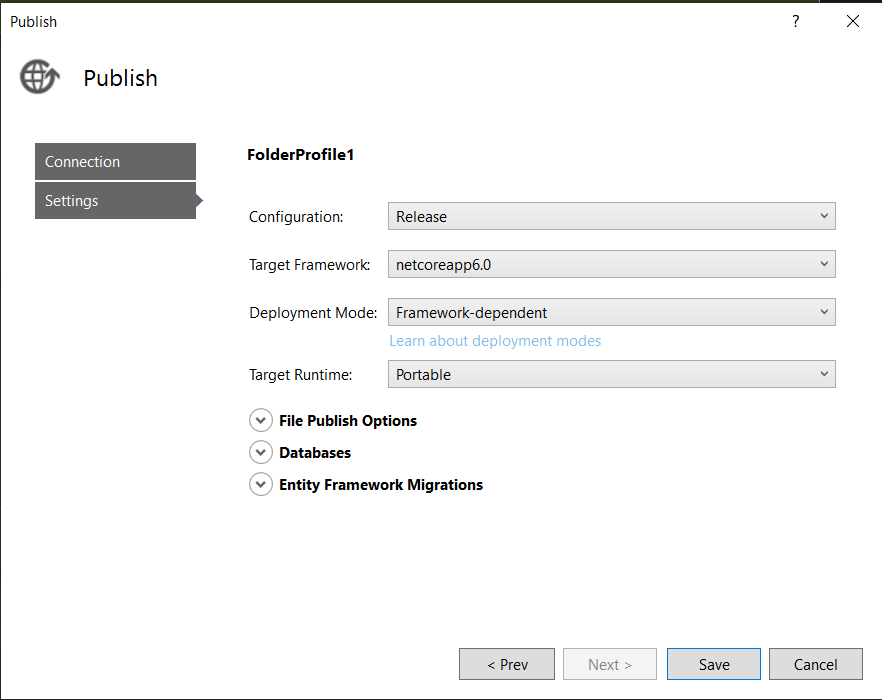 Publish
?
Publish
Connection
Settings
FolderProfile1
Configuration: Release
Target Framework: netcoreapp6.0
Deployment Mode: Framework-dependent
Learn about deployment modes
Target Runtime: Portable
File Publish Options
Databases
Entity Framework Migrations
< Prev Next > Save Cancel